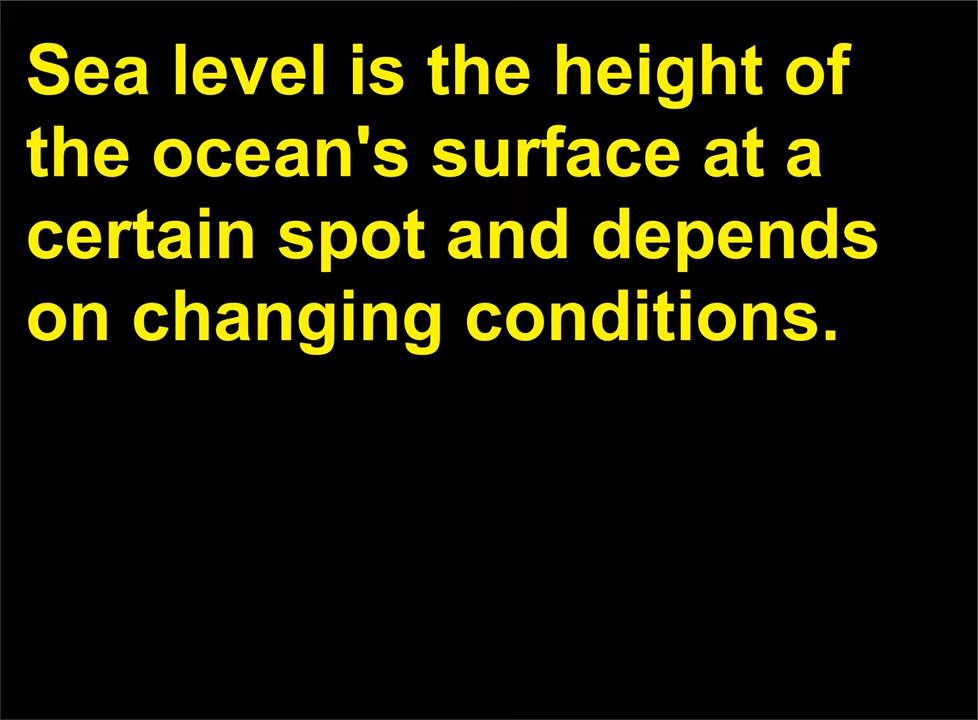 Sea level is the height of
the ocean's surface at a
certain spot and depends
on changing conditions.